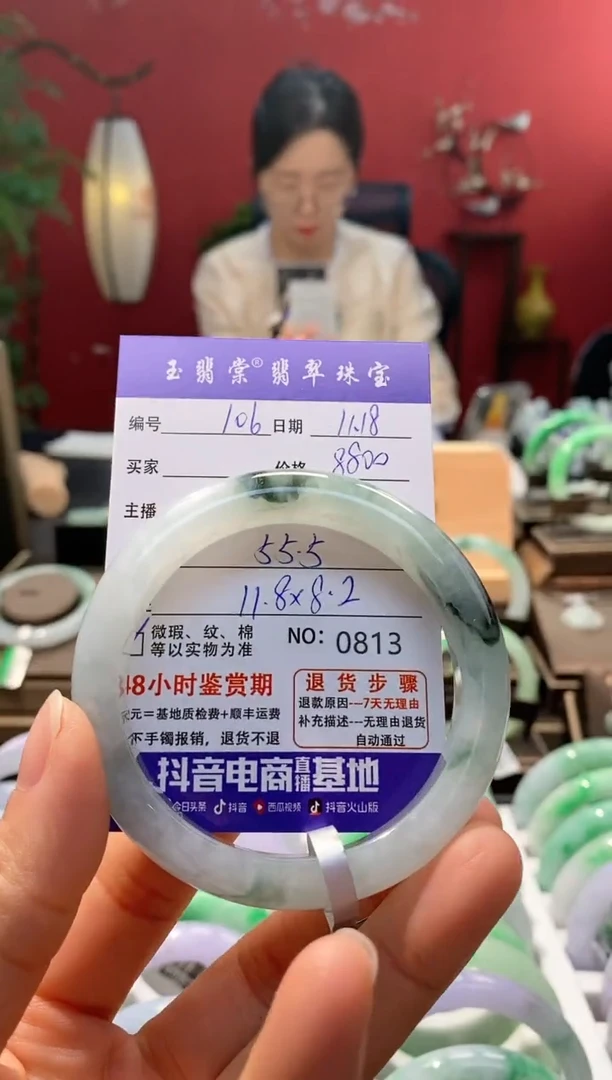 玉翡棠® 翡翠珠宝
编号 106 日期 11.18
买家 价格 8800
主播
55.5
11.8x8.2
微瑕、纹、棉 NO: 0813
等以实物为准
48小时鉴赏期
元=基地质检费+顺丰运费
下手镯报销，退货不退
退货步骤
退款原因---7天无理由
补充描述---无理由退货
自动通过
抖音电商直播基地
今日头条 抖音 西瓜视频 抖音火山版